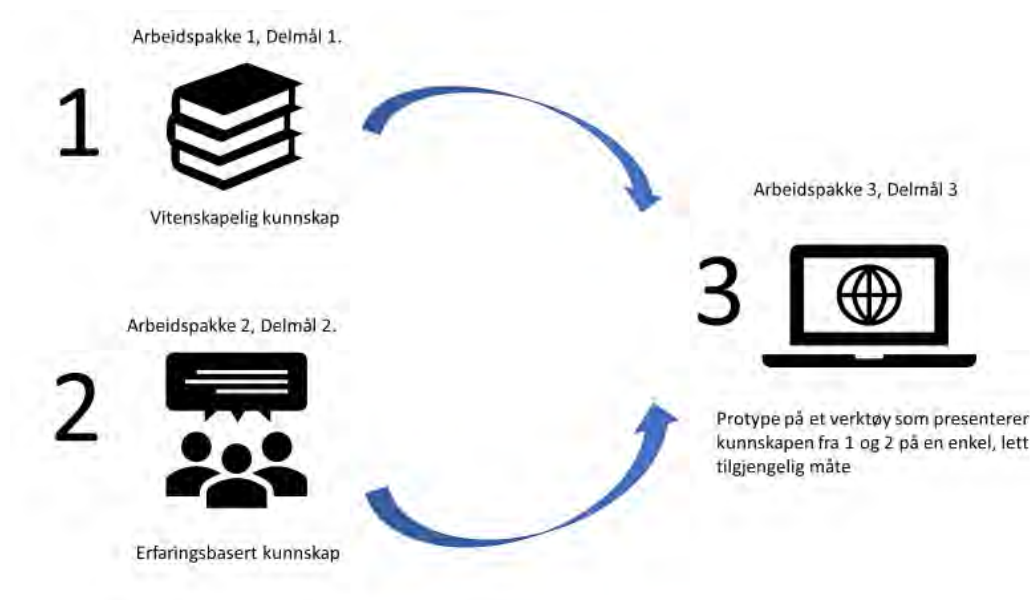 Arbeidspakke 1, Delmål 1.
1
Vitenskapelig kunnskap
Arbeidspakke 2, Delmål 2.
2
Erfaringsbasert kunnskap
Arbeidspakke 3, Delmål 3
3
Protype på et verktøy som presenterer
kunnskapen fra 1 og 2 på en enkel, lett
tilgjengelig måte